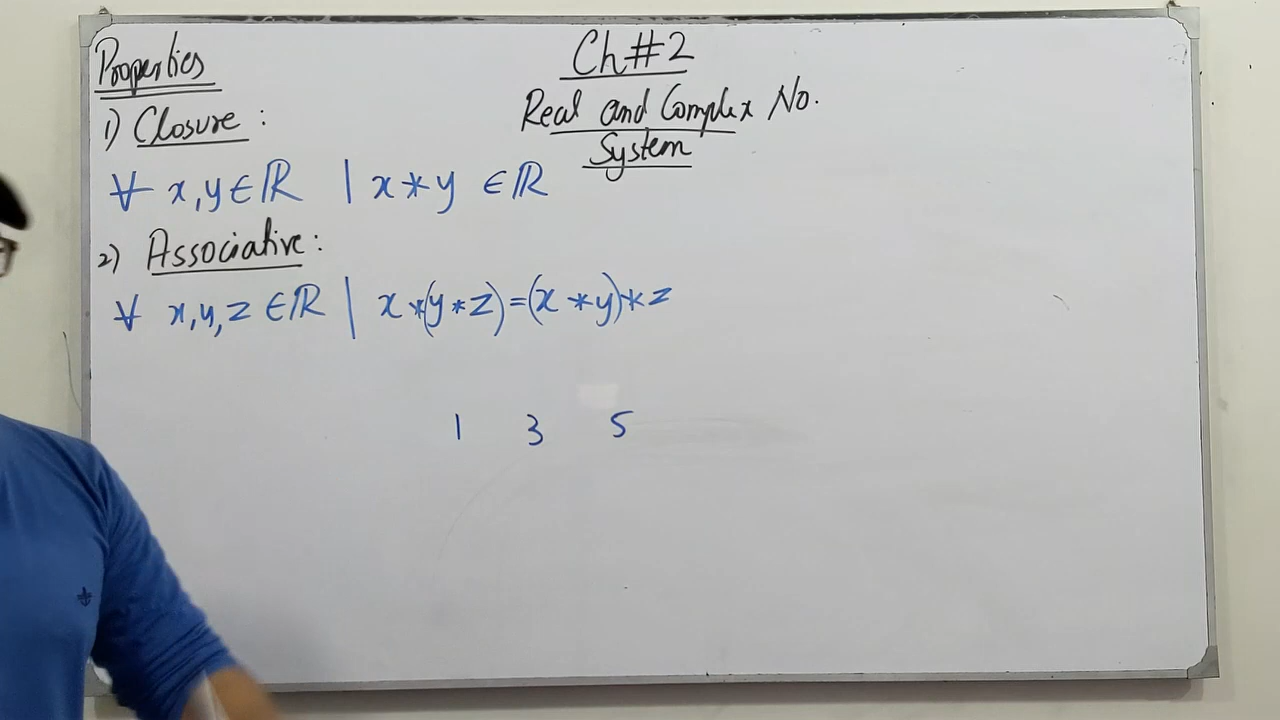 Ch#2
Real and Complex No.
System
Properties
1) Closure :
∀ x,y ∈ ℝ | x * y ∈ ℝ
2) Associative :
∀ x,y,z ∈ ℝ | x *(y * z) = (x * y) * z
1 3 5